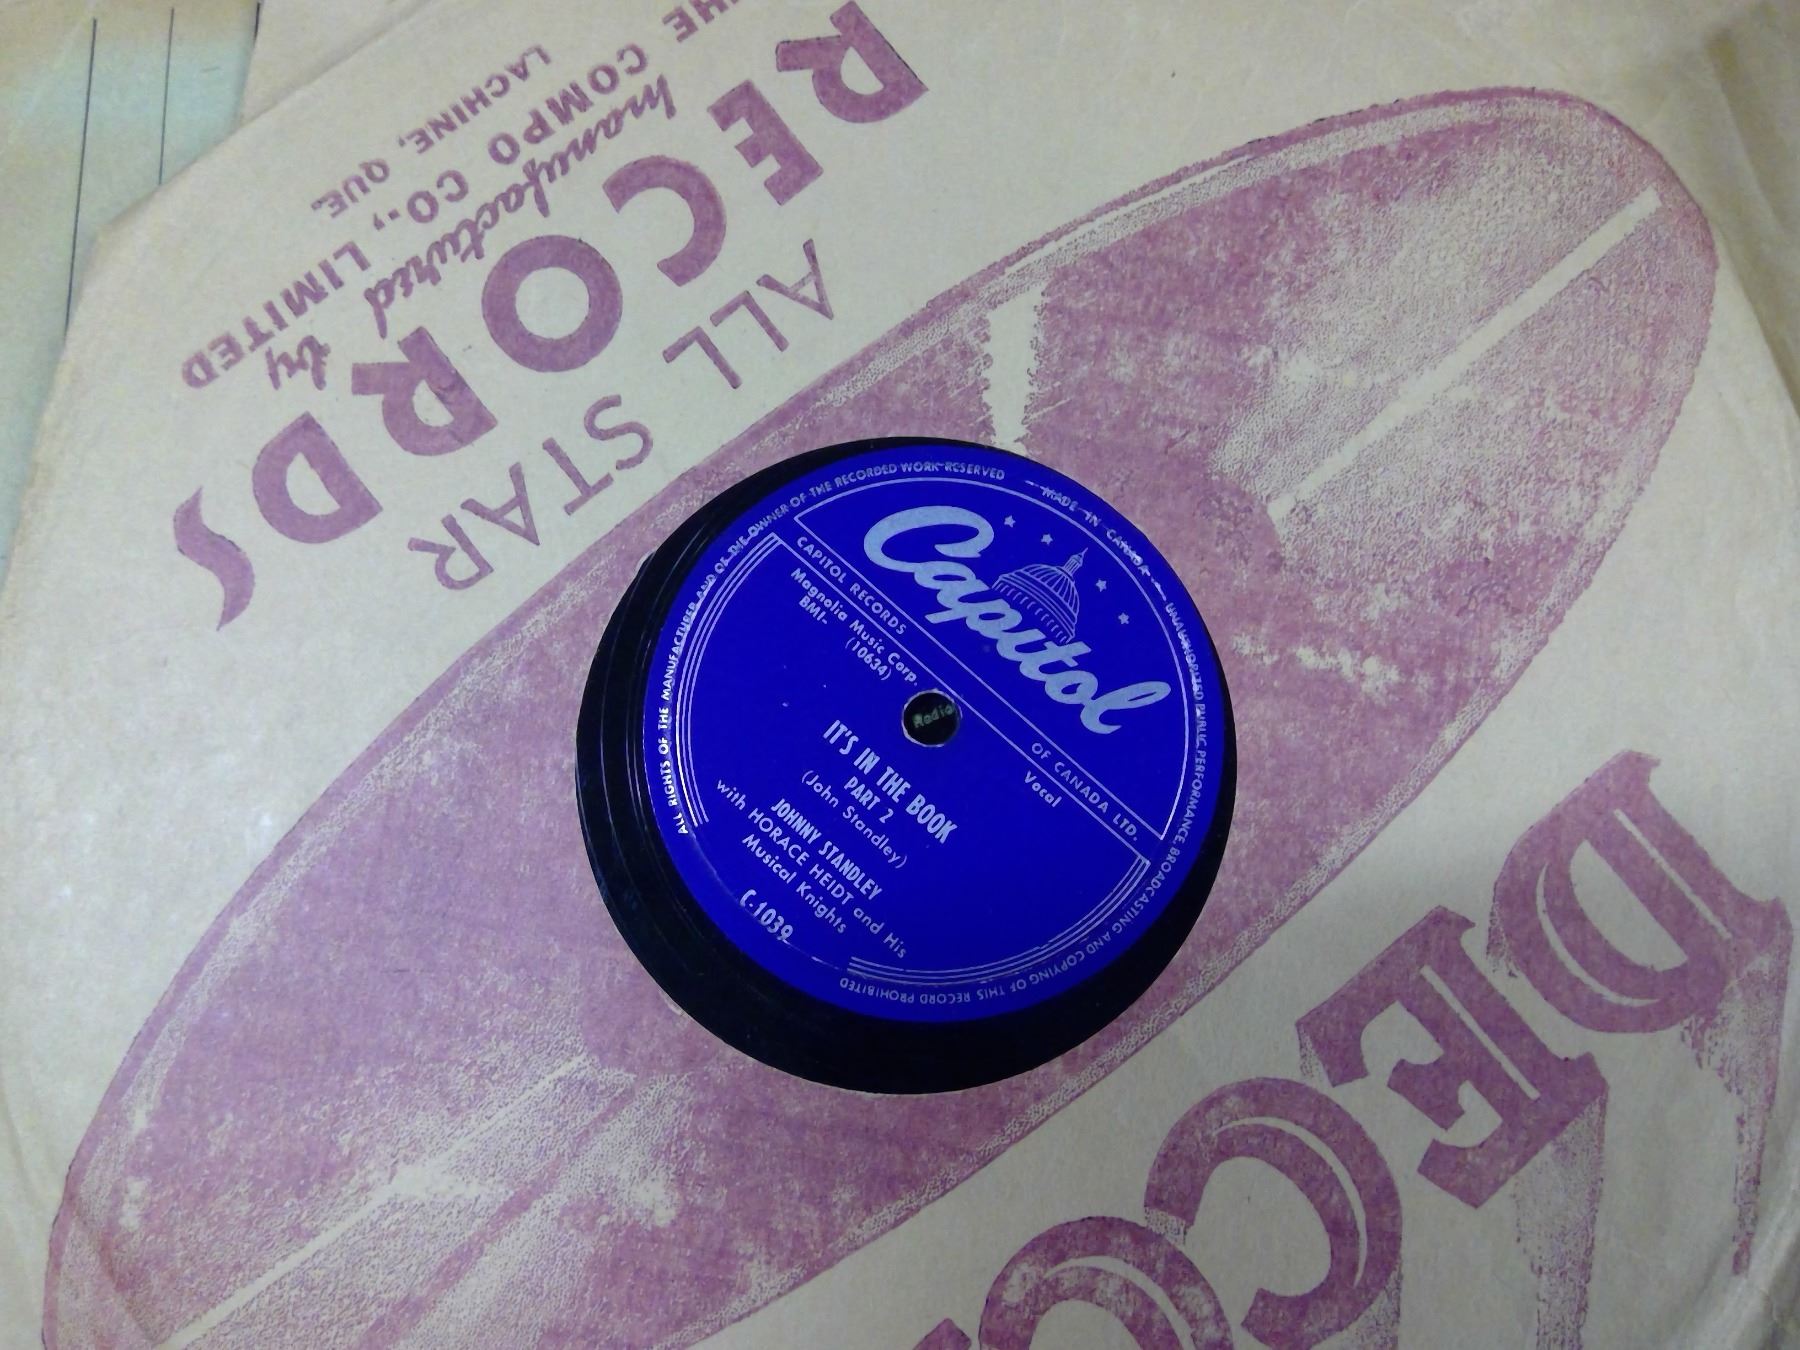 ALL RIGHTS OF THE MANUFACTURER AND OF THE OWNER OF THE RECORDED WORK RESERVED
MADE IN CANADA
UNAUTHORIZED PUBLIC PERFORMANCE, BROADCASTING AND COPYING OF THIS RECORD PROHIBITED
Capitol
CAPITOL RECORDS OF CANADA LTD.
Magnolia Music Corp.
BMI-
(10634)
Vocal
Radio
IT'S IN THE BOOK
PART 2
(John Standley)
JOHNNY STANDLEY
with HORACE HEIDT and His
Musical Knights
C.1039
DEC
ALL STAR
RECORDS
manufactured by
THE COMPO CO., LIMITED
LACHINE, QUE.